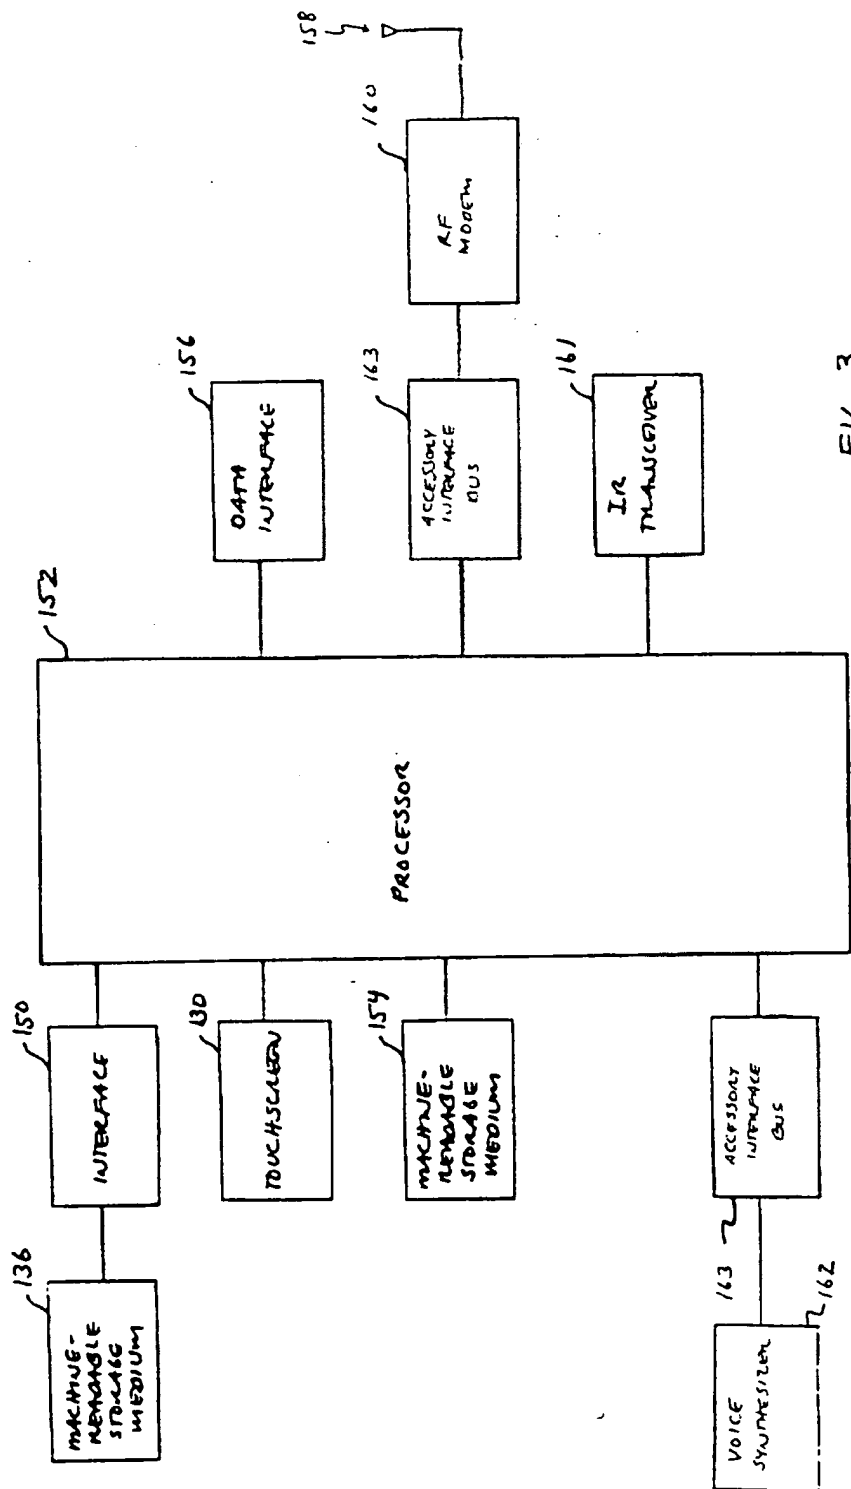 136
MACHINE-
READABLE
STORAGE
MEDIUM
150
INTERFACE
130
TOUCHSCREEN
154
MACHINE-
READABLE
STORAGE
MEDIUM
163
ACCESSORY
INTERFACE
BUS
162
VOICE
SYNTHESIZER
152
PROCESSOR
156
DATA
INTERFACE
163
ACCESSORY
INTERFACE
BUS
161
IR
TRANSCEIVER
160
RF
MODEM
158